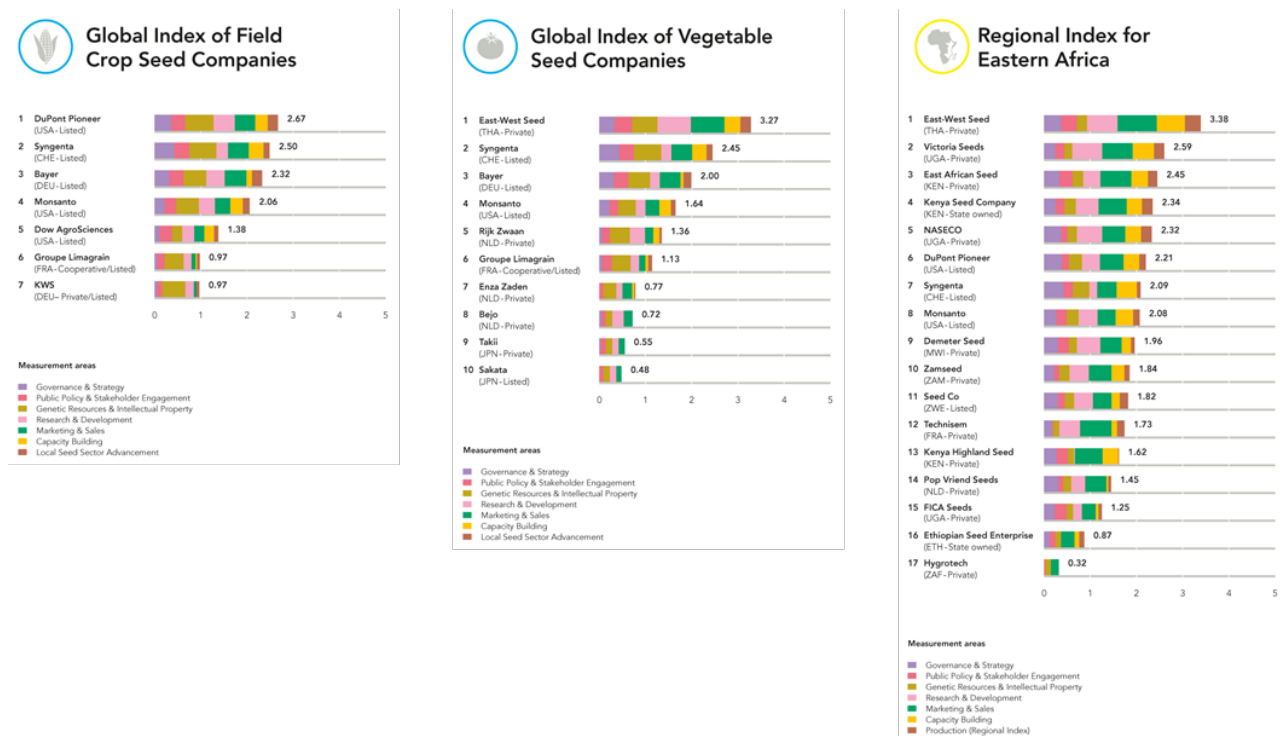 Global Index of Field
Crop Seed Companies
1 DuPont Pioneer 2.67
(USA-Listed)
2 Syngenta 2.50
(CHE-Listed)
3 Bayer 2.32
(DEU-Listed)
4 Monsanto 2.06
(USA-Listed)
5 Dow AgroSciences 1.38
(USA-Listed)
6 Groupe Limagrain 0.97
(FRA-Cooperative/Listed)
7 KWS 0.97
(DEU– Private/Listed)
0 1 2 3 4 5
Measurement areas
Governance & Strategy
Public Policy & Stakeholder Engagement
Genetic Resources & Intellectual Property
Research & Development
Marketing & Sales
Capacity Building
Local Seed Sector Advancement
Global Index of Vegetable
Seed Companies
1 East-West Seed 3.27
(THA-Private)
2 Syngenta 2.45
(CHE-Listed)
3 Bayer 2.00
(DEU-Listed)
4 Monsanto 1.64
(USA-Listed)
5 Rijk Zwaan 1.36
(NLD-Private)
6 Groupe Limagrain 1.13
(FRA-Cooperative/Listed)
7 Enza Zaden 0.77
(NLD-Private)
8 Bejo 0.72
(NLD-Private)
9 Takii 0.55
(JPN-Private)
10 Sakata 0.48
(JPN-Listed)
0 1 2 3 4 5
Measurement areas
Governance & Strategy
Public Policy & Stakeholder Engagement
Genetic Resources & Intellectual Property
Research & Development
Marketing & Sales
Capacity Building
Local Seed Sector Advancement
Regional Index for
Eastern Africa
1 East-West Seed 3.38
(THA-Private)
2 Victoria Seeds 2.59
(UGA-Private)
3 East African Seed 2.45
(KEN-Private)
4 Kenya Seed Company 2.34
(KEN-State owned)
5 NASECO 2.32
(UGA-Private)
6 DuPont Pioneer 2.21
(USA-Listed)
7 Syngenta 2.09
(CHE-Listed)
8 Monsanto 2.08
(USA-Listed)
9 Demeter Seed 1.96
(MWI-Private)
10 Zamseed 1.84
(ZAM-Private)
11 Seed Co 1.82
(ZWE-Listed)
12 Technisem 1.73
(FRA-Private)
13 Kenya Highland Seed 1.62
(KEN-Private)
14 Pop Vriend Seeds 1.45
(NLD-Private)
15 FICA Seeds 1.25
(UGA-Private)
16 Ethiopian Seed Enterprise 0.87
(ETH-State owned)
17 Hygrotech 0.32
(ZAF-Private)
0 1 2 3 4 5
Measurement areas
Governance & Strategy
Public Policy & Stakeholder Engagement
Genetic Resources & Intellectual Property
Research & Development
Marketing & Sales
Capacity Building
Production (Regional Index)